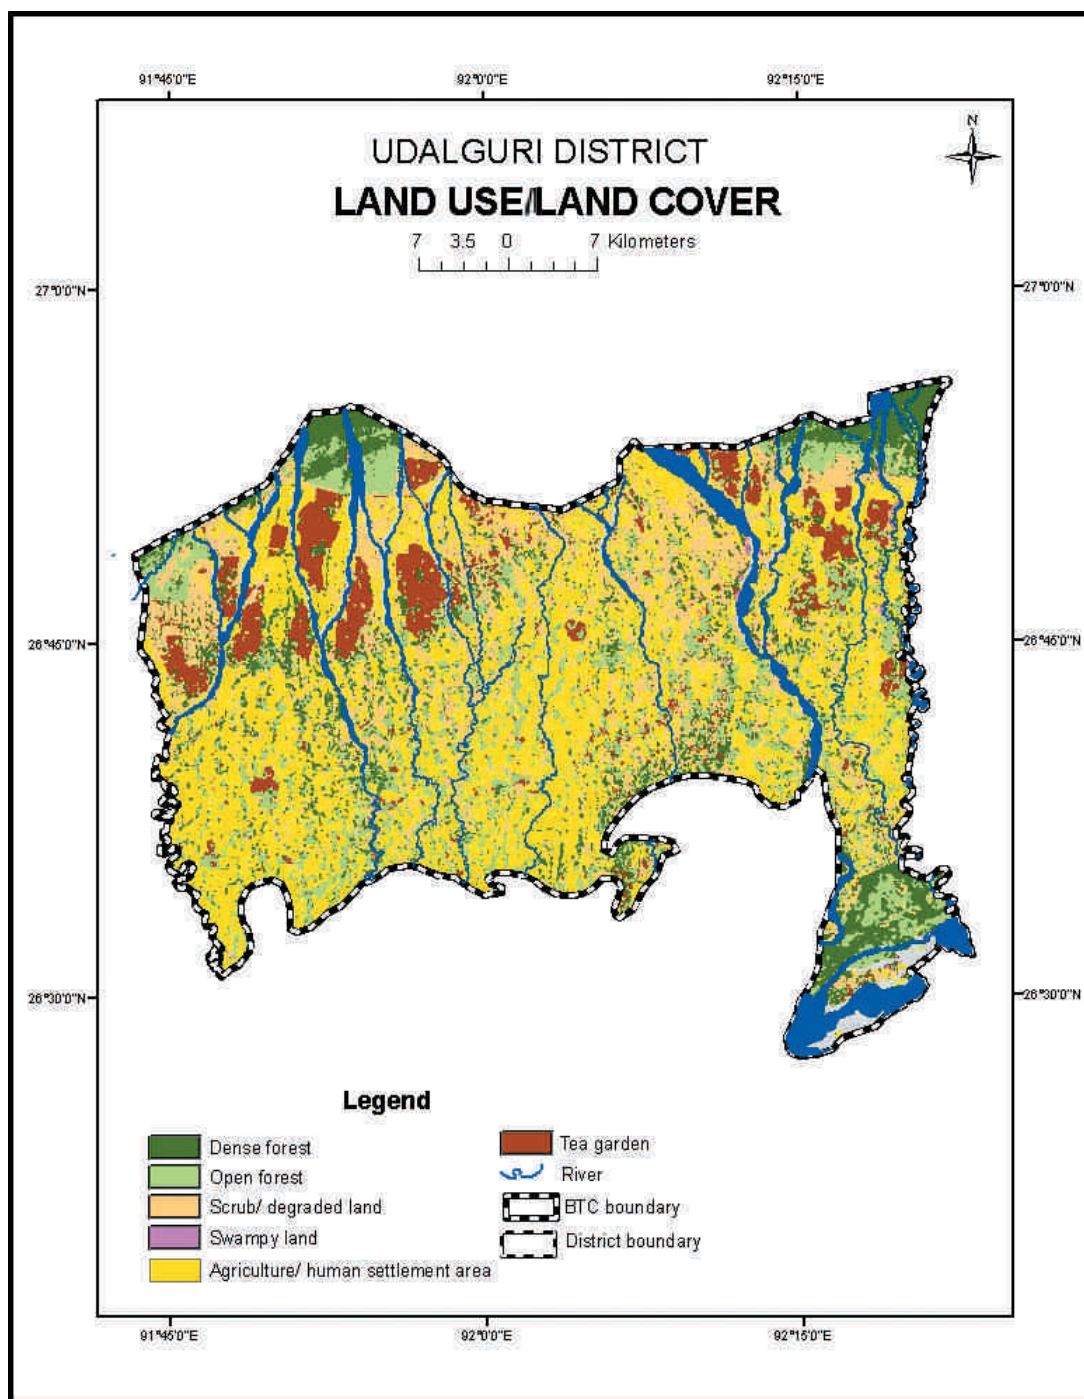 91°45'0"E 92°0'0"E 92°15'0"E
N
UDALGURI DISTRICT
LAND USE/LAND COVER
7 3.5 0 7 Kilometers
27°0'0"N 27°0'0"N
26°45'0"N 26°45'0"N
26°30'0"N 26°30'0"N
Legend
Dense forest
Open forest
Scrub/ degraded land
Swampy land
Agriculture/ human settlement area
Tea garden
River
BTC boundary
District boundary
91°45'0"E 92°0'0"E 92°15'0"E